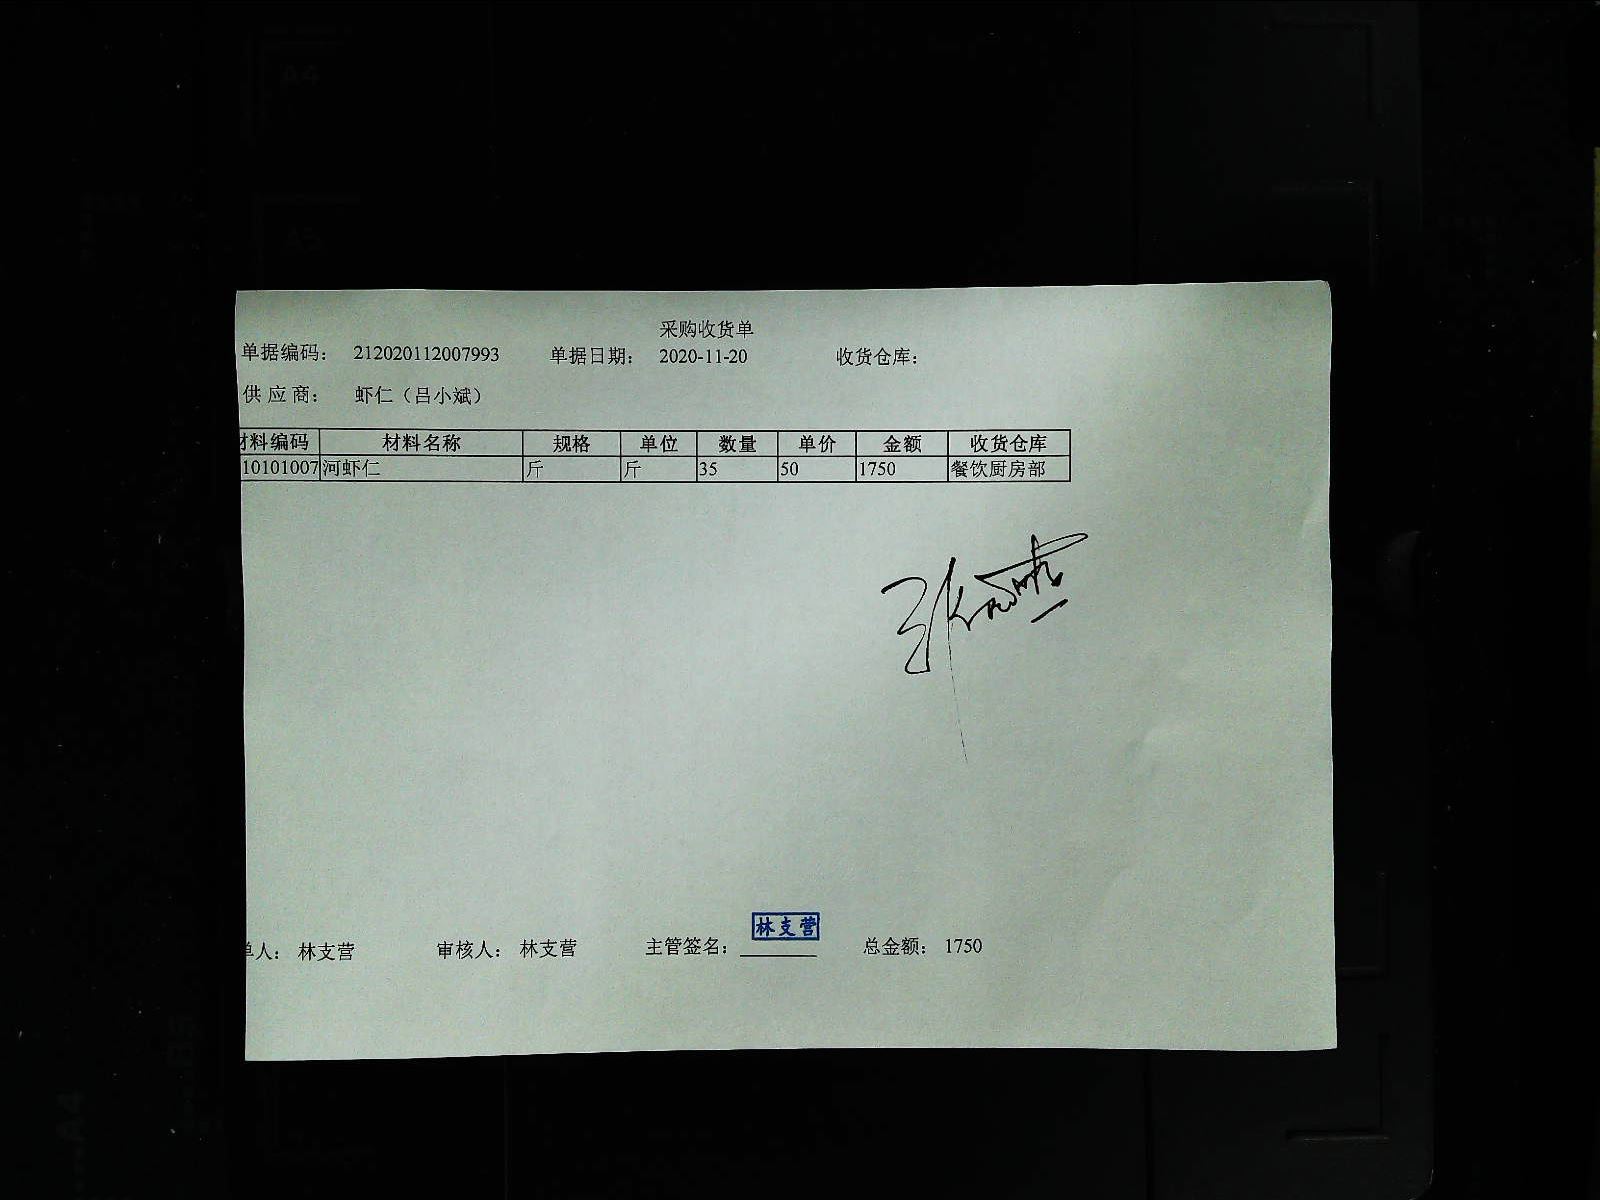 采购收货单
单据编码： 212020112007993 单据日期： 2020-11-20 收货仓库：
供应商： 虾仁（吕小斌）
材料编码 材料名称 规格 单位 数量 单价 金额 收货仓库
10101007 河虾仁 斤 斤 35 50 1750 餐饮厨房部
林支营
单人： 林支营 审核人： 林支营 主管签名： 总金额： 1750